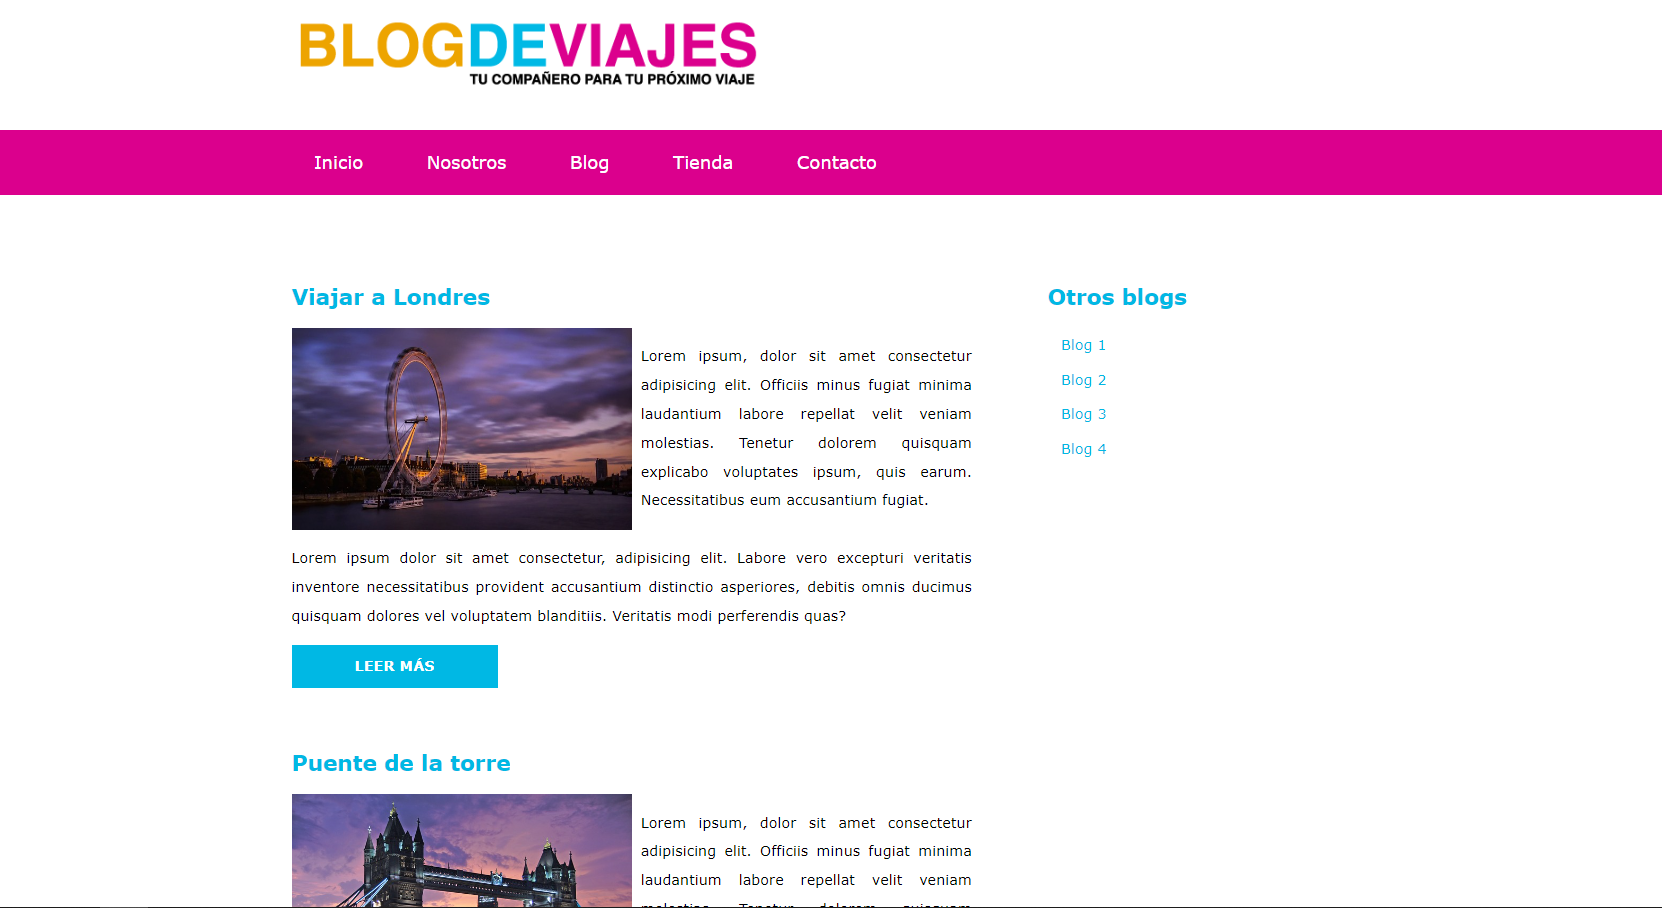 BLOGDEVIAJES
TU COMPAÑERO PARA TU PRÓXIMO VIAJE
Inicio Nosotros Blog Tienda Contacto
Viajar a Londres
Lorem ipsum, dolor sit amet consectetur
adipisicing elit. Officiis minus fugiat minima
laudantium labore repellat velit veniam
molestias. Tenetur dolorem quisquam
explicabo voluptates ipsum, quis earum.
Necessitatibus eum accusantium fugiat.
Lorem ipsum dolor sit amet consectetur, adipisicing elit. Labore vero excepturi veritatis
inventore necessitatibus provident accusantium distinctio asperiores, debitis omnis ducimus
quisquam dolores vel voluptatem blanditiis. Veritatis modi perferendis quas?
LEER MÁS
Puente de la torre
Lorem ipsum, dolor sit amet consectetur
adipisicing elit. Officiis minus fugiat minima
laudantium labore repellat velit veniam
molestias. Tenetur dolorem quisquam
Otros blogs
Blog 1
Blog 2
Blog 3
Blog 4